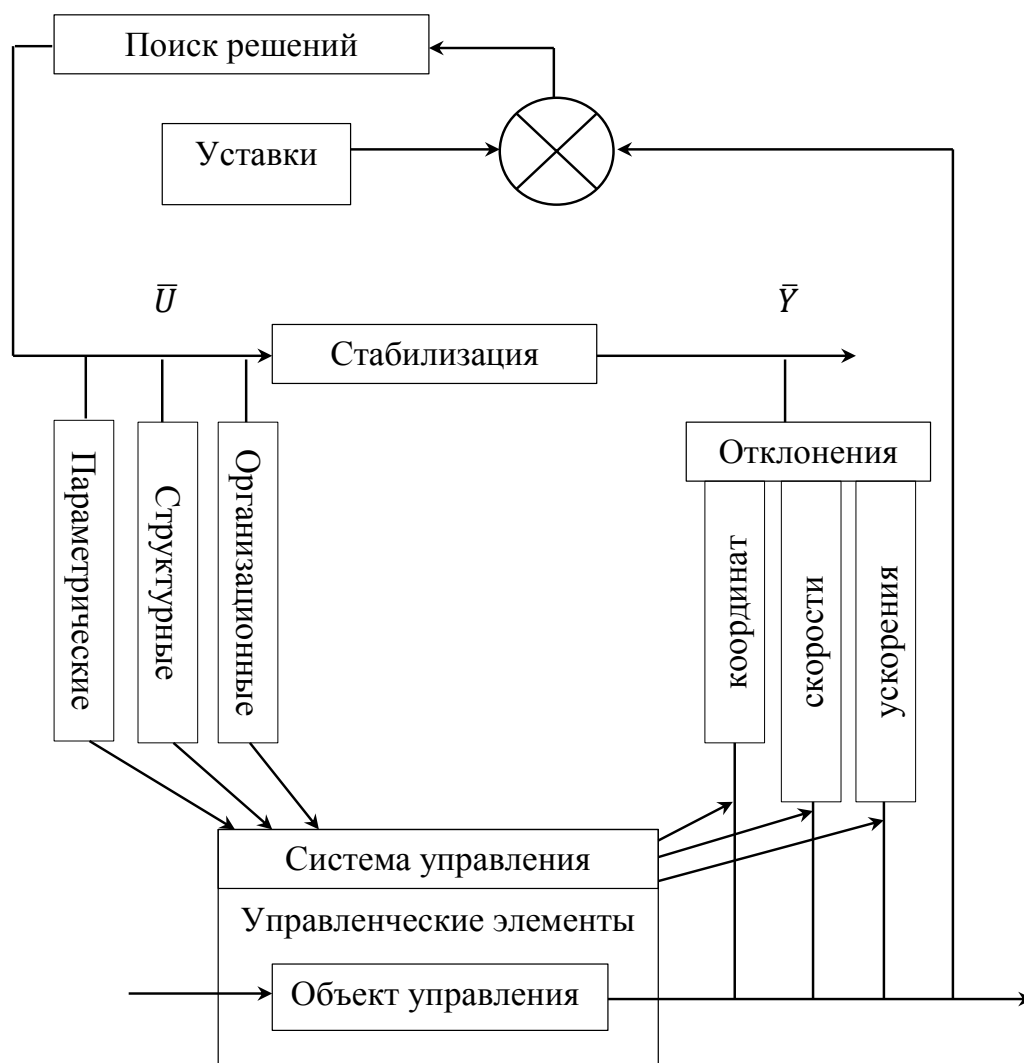 Поиск решений
Уставки
U̅
Y̅
Стабилизация
Отклонения
Параметрические
Структурные
Организационные
координат
скорости
ускорения
Система управления
Управленческие элементы
Объект управления